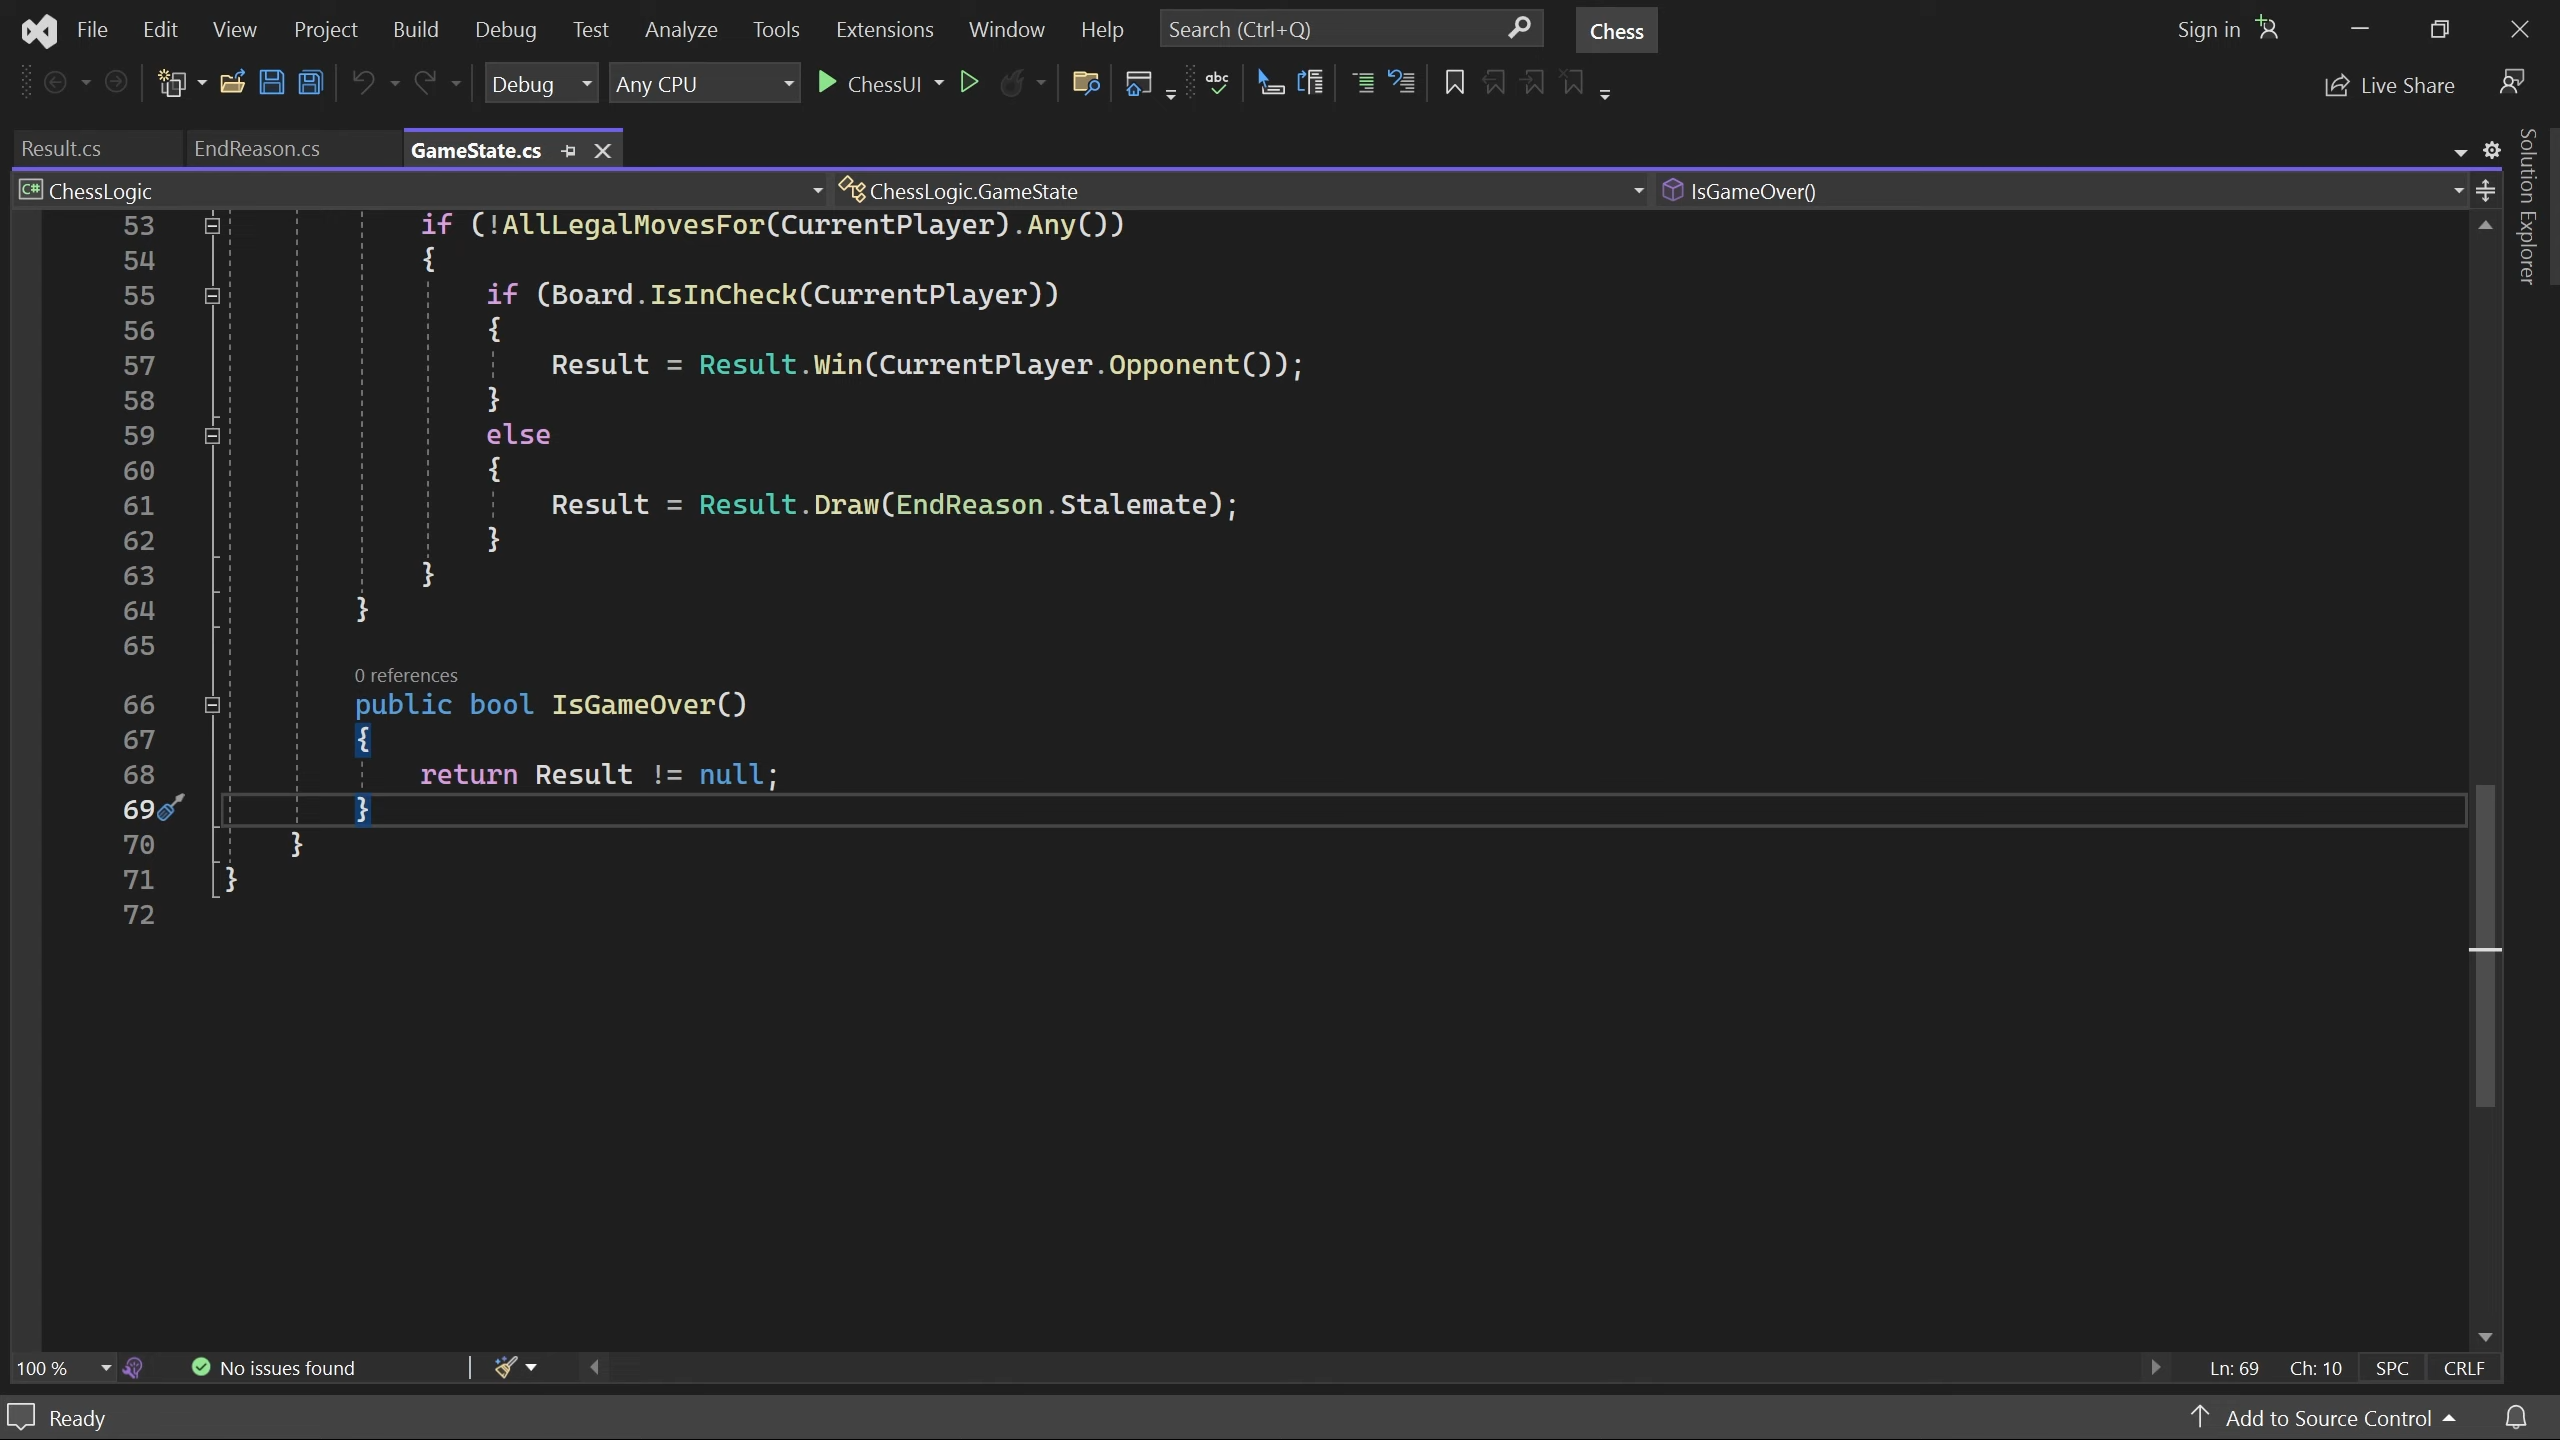 File Edit View Project Build Debug Test Analyze Tools Extensions Window Help Search (Ctrl+Q) Chess Sign in
Debug Any CPU ChessUI abc Live Share
Result.cs EndReason.cs GameState.cs
Solution Explorer
C# ChessLogic ChessLogic.GameState IsGameOver()
53 if (!AllLegalMovesFor(CurrentPlayer).Any())
54 {
55 if (Board.IsInCheck(CurrentPlayer))
56 {
57 Result = Result.Win(CurrentPlayer.Opponent());
58 }
59 else
60 {
61 Result = Result.Draw(EndReason.Stalemate);
62 }
63 }
64 }
65
0 references
66 public bool IsGameOver()
67 {
68 return Result != null;
69 }
70 }
71 }
72
100 % No issues found Ln: 69 Ch: 10 SPC CRLF
Ready Add to Source Control